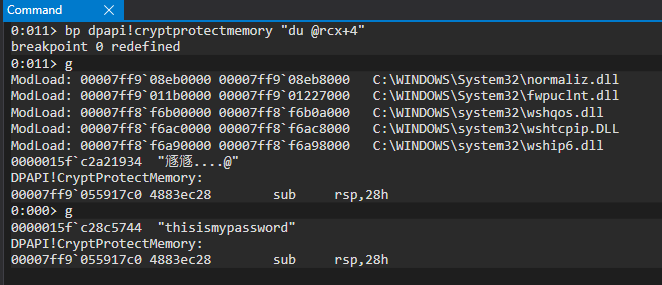 Command ×
0:011> bp dpapi!cryptprotectmemory "du @rcx+4"
breakpoint 0 redefined
0:011> g
ModLoad: 00007ff9`08eb0000 00007ff9`08eb8000   C:\WINDOWS\System32\normaliz.dll
ModLoad: 00007ff9`011b0000 00007ff9`01227000   C:\WINDOWS\System32\fwpuclnt.dll
ModLoad: 00007ff8`f6b00000 00007ff8`f6b0a000   C:\WINDOWS\System32\wshqos.dll
ModLoad: 00007ff8`f6ac0000 00007ff8`f6ac8000   C:\WINDOWS\System32\wshtcpip.DLL
ModLoad: 00007ff8`f6a90000 00007ff8`f6a98000   C:\WINDOWS\System32\wship6.dll
0000015f`c2a21934  "....@"
DPAPI!CryptProtectMemory:
00007ff9`055917c0 4883ec28        sub     rsp,28h
0:000> g
0000015f`c28c5744  "thisismypassword"
DPAPI!CryptProtectMemory:
00007ff9`055917c0 4883ec28        sub     rsp,28h